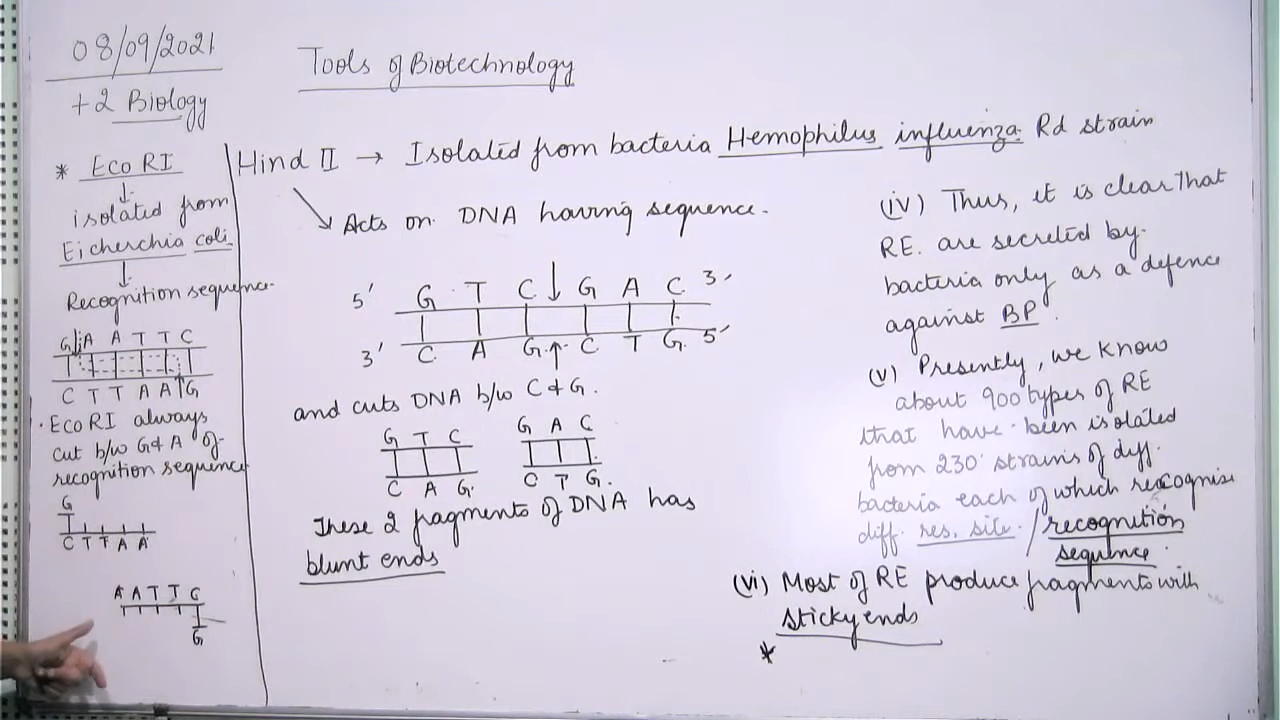 08/09/2021
+2 Biology
Tools of Biotechnology
* Eco RI
isolated from
Eicherchia coli
Recognition sequence.
G↓A A T T C
C T T A A↑G
. Eco RI always
cut b/w G & A of
recognition sequence
G
C T T A A
A A T T C
G
Hind II → Isolated from bacteria Hemophilus influenza Rd strain
Acts on DNA having sequence.
5' G T C ↓ G A C 3'
3' C A G ↑ C T G 5'
and cuts DNA b/w C & G.
G T C G A C
C A G C T G.
These 2 fragments of DNA has
blunt ends
(iv) Thus, it is clear that
RE. are secreted by
bacteria only as a defence
against BP.
(v) Presently, we know
about 900 types of RE
that have been isolated
from 230 strains of diff.
bacteria each of which recognise
diff. res. site / recognition
sequence.
(vi) Most of RE produce fragments with
sticky ends
*